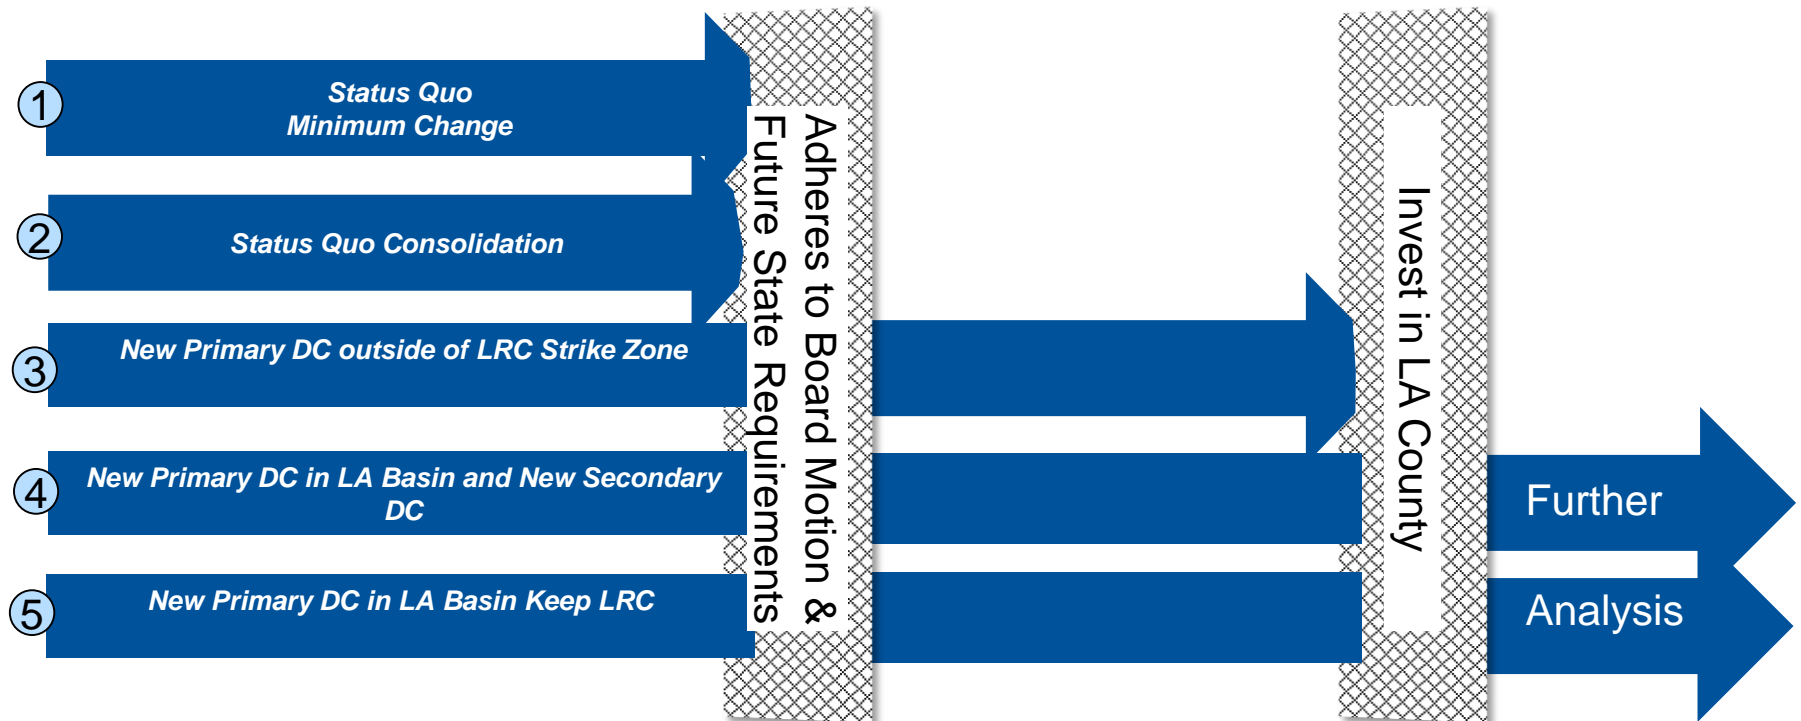 1
Status Quo
Minimum Change
2
Status Quo Consolidation
3
New Primary DC outside of LRC Strike Zone
4
New Primary DC in LA Basin and New Secondary
DC
5
New Primary DC in LA Basin Keep LRC
Adheres to Board Motion &
Future State Requirements
Invest in LA County
Further
Analysis